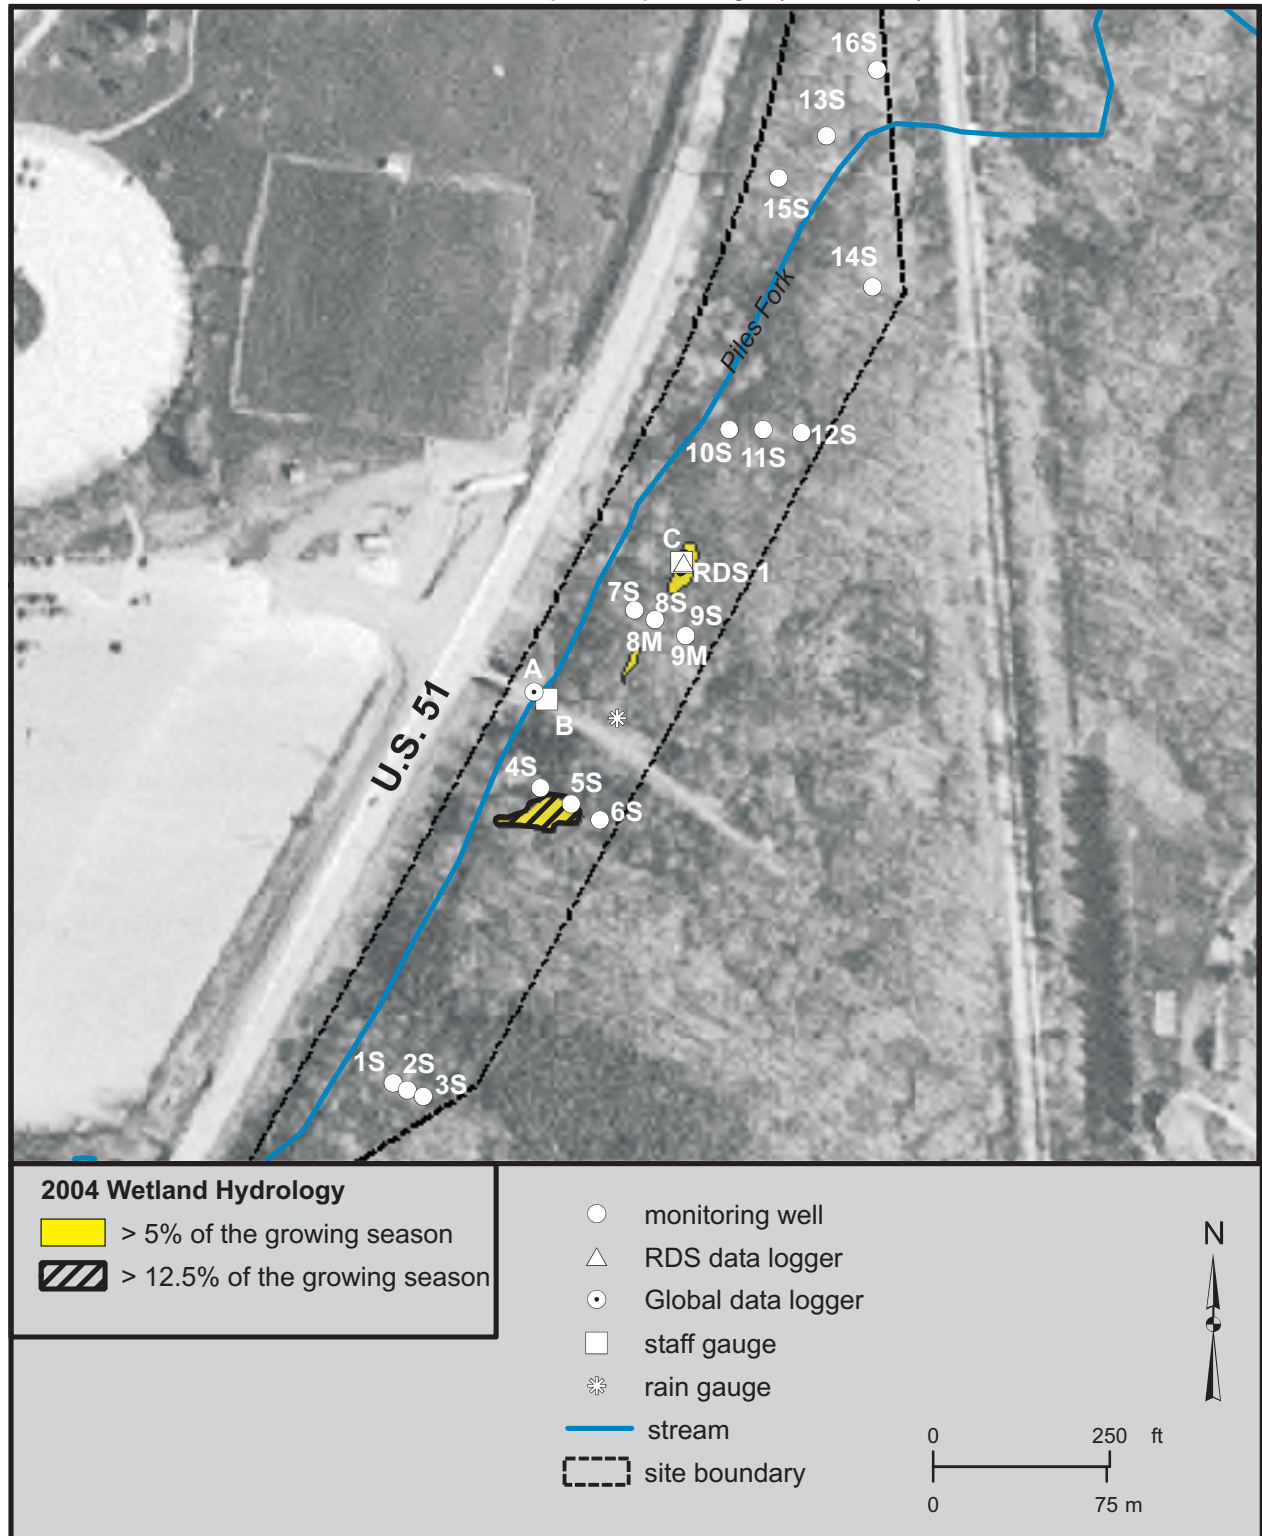 16S
13S
15S
14S
Piles Fork
10S
11S
12S
C
RDS 1
7S
8S
9S
8M
9M
A
B
U.S. 51
4S
5S
6S
1S
2S
3S
2004 Wetland Hydrology
> 5% of the growing season
> 12.5% of the growing season
monitoring well
RDS data logger
Global data logger
staff gauge
rain gauge
stream
site boundary
N
0 250 ft
0 75 m